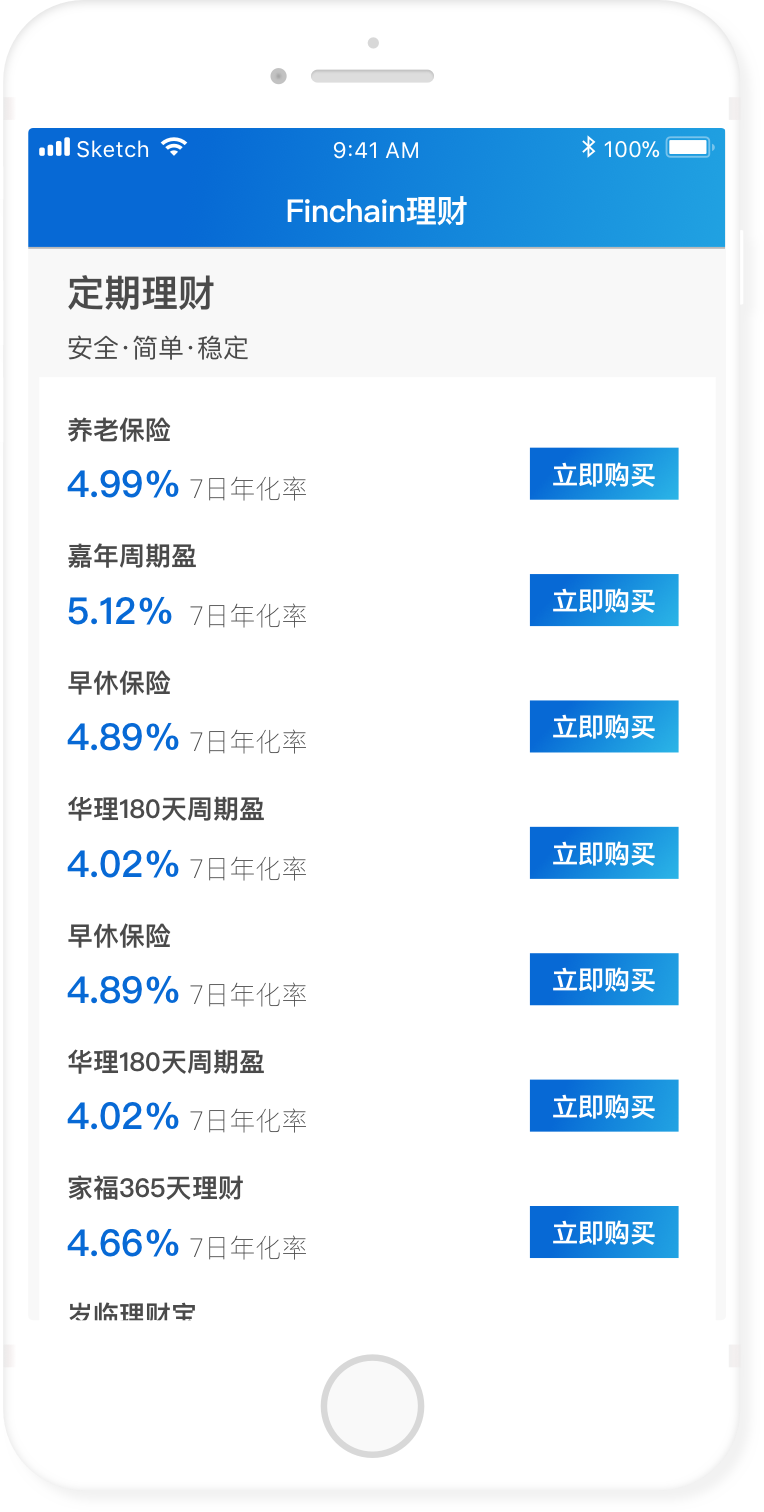 Sketch 9:41 AM 100%
Finchain理财
定期理财
安全·简单·稳定
养老保险
4.99% 7日年化率 立即购买
嘉年周期盈
5.12% 7日年化率 立即购买
早休保险
4.89% 7日年化率 立即购买
华理180天周期盈
4.02% 7日年化率 立即购买
早休保险
4.89% 7日年化率 立即购买
华理180天周期盈
4.02% 7日年化率 立即购买
家福365天理财
4.66% 7日年化率 立即购买
岁临理财宝